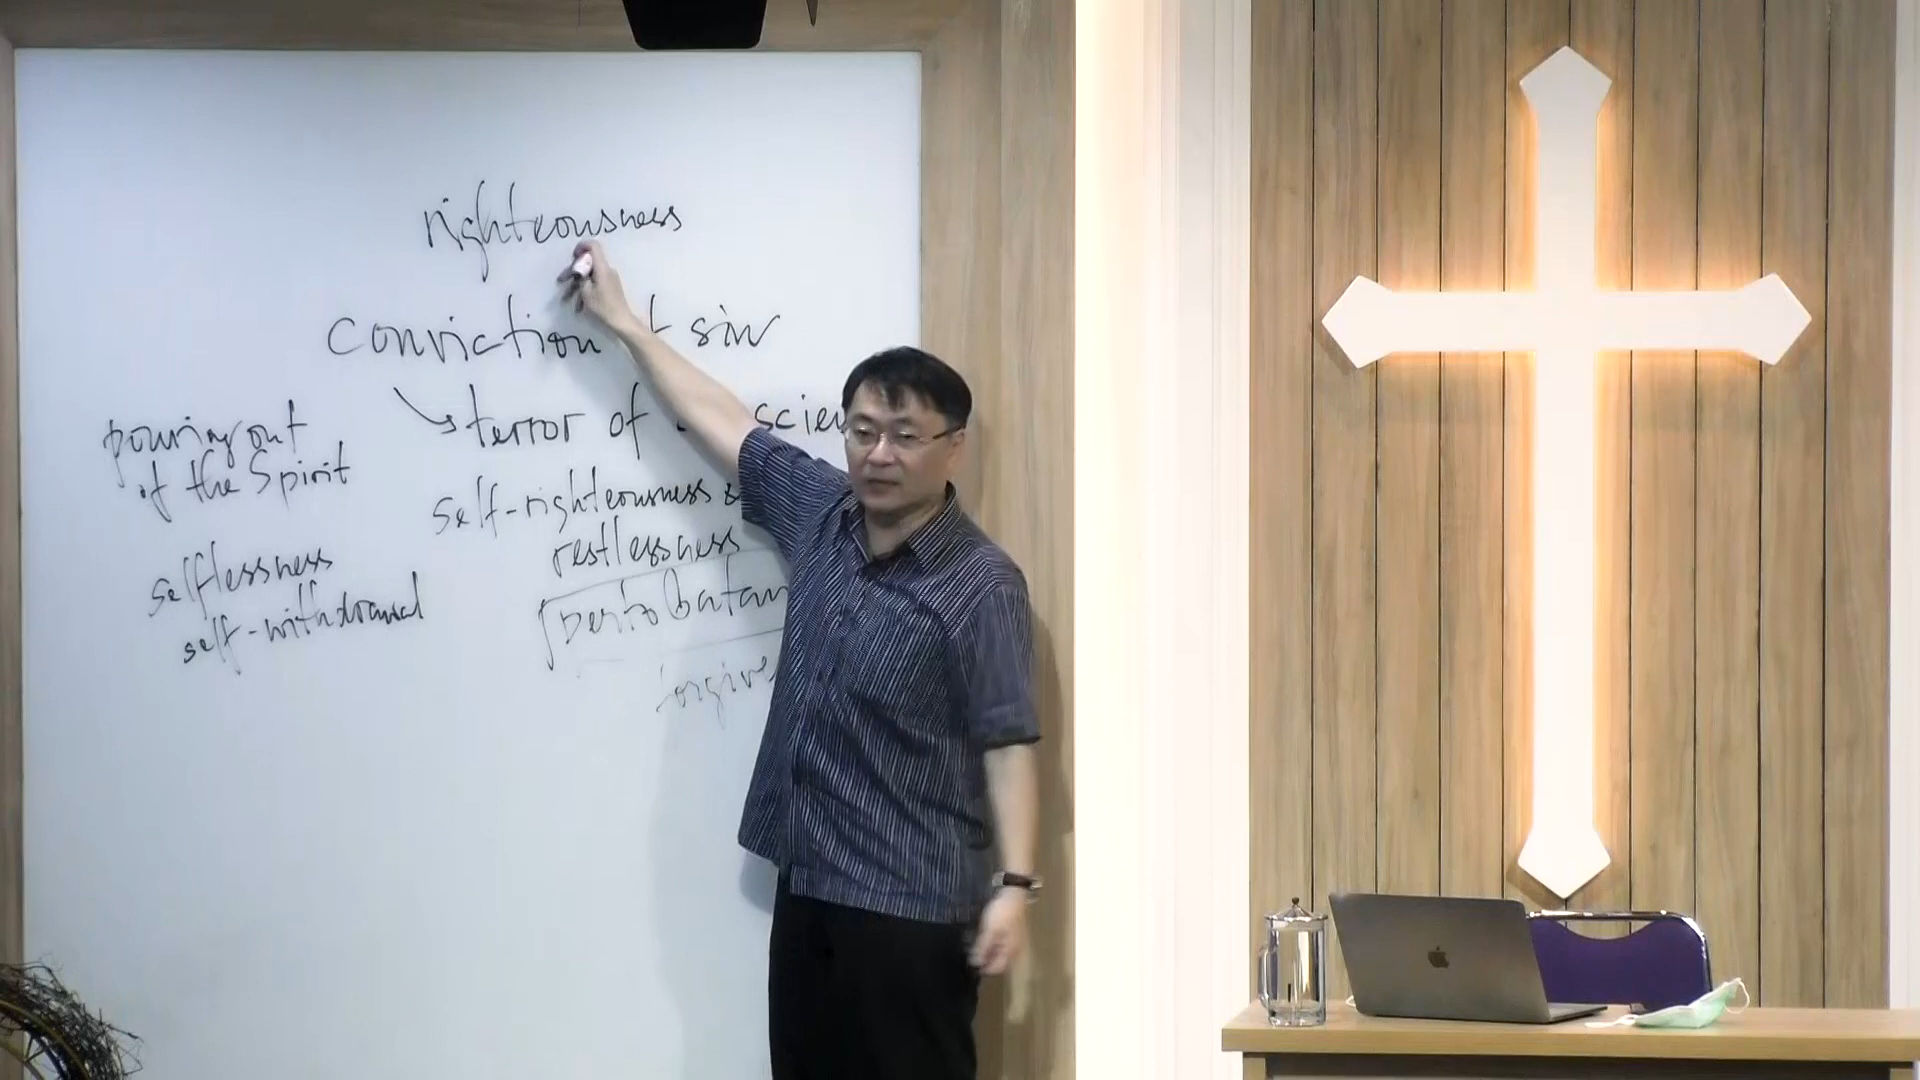 righteousness
conviction sin
terror of
pouring out
of the Spirit
self-righteousness &
restlessness
selflessness
self-withdrawal